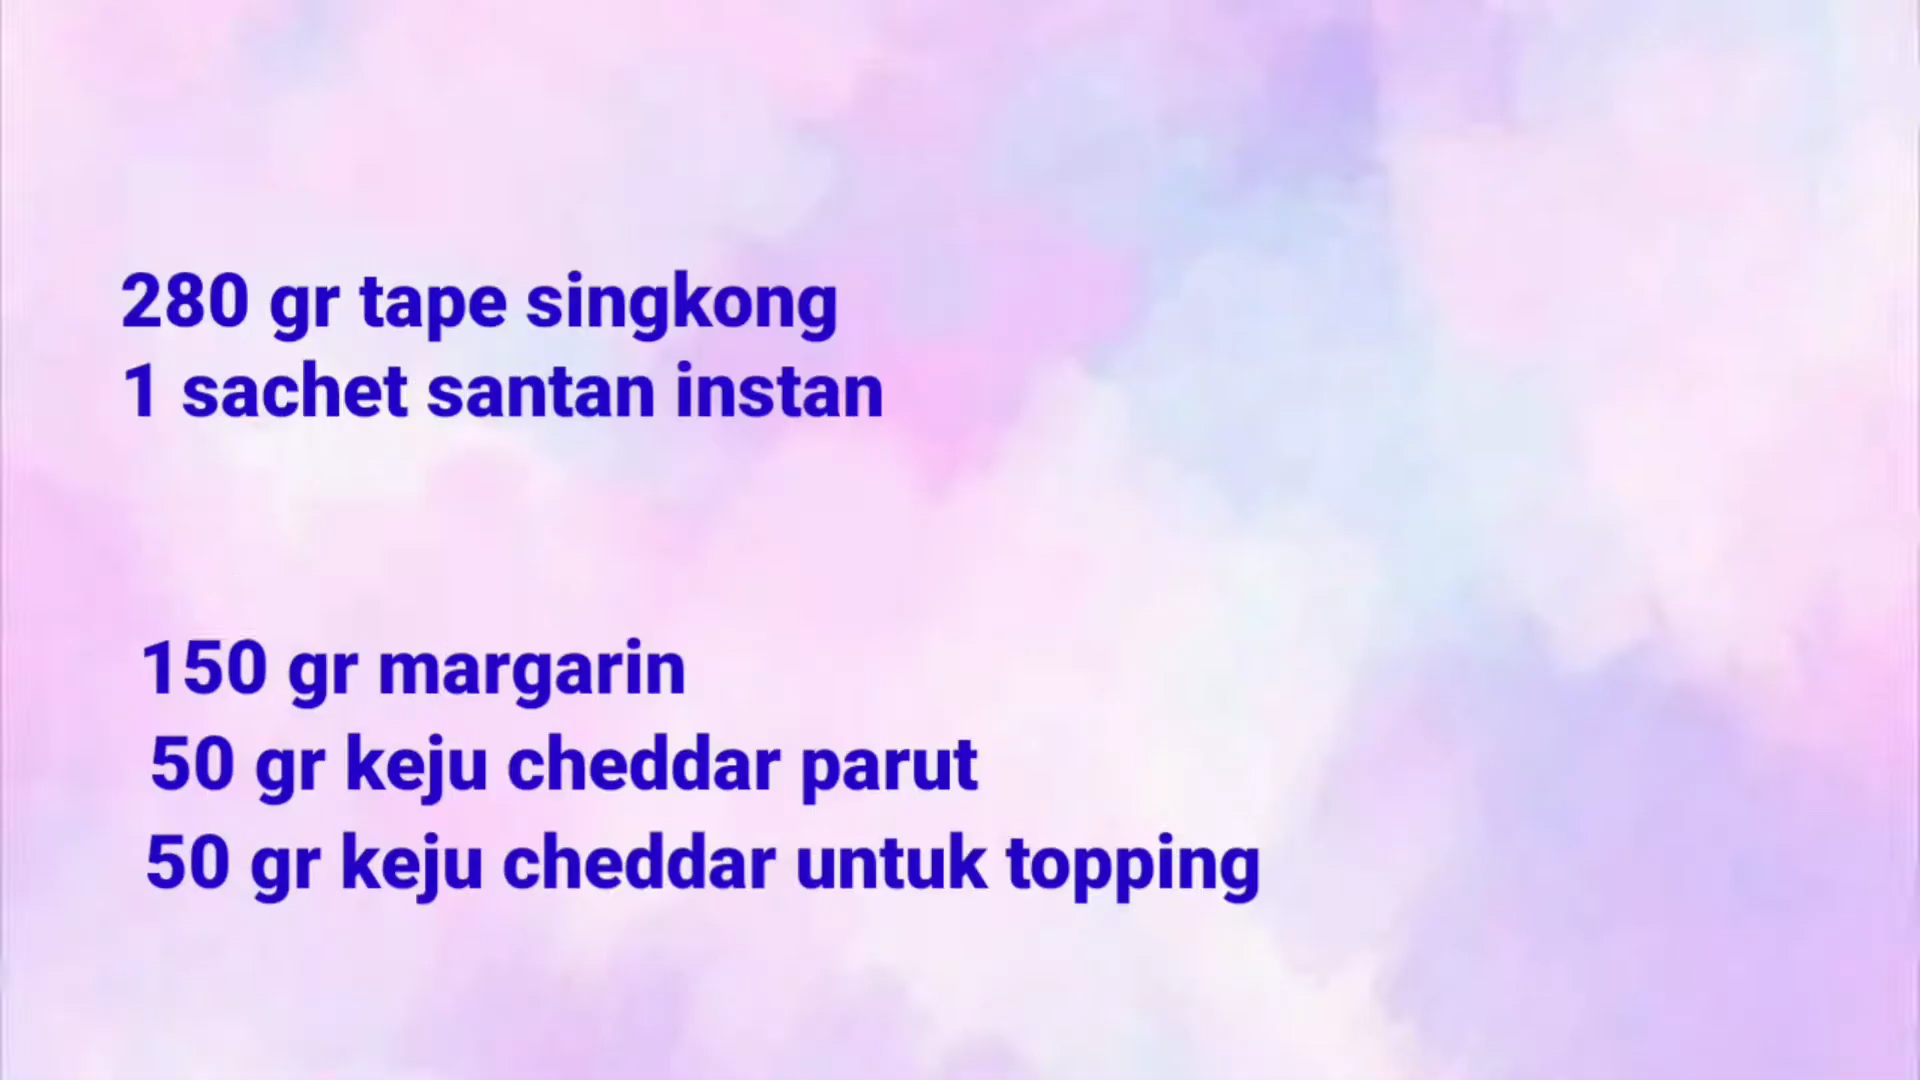 280 gr tape singkong
1 sachet santan instan
150 gr margarin
50 gr keju cheddar parut
50 gr keju cheddar untuk topping